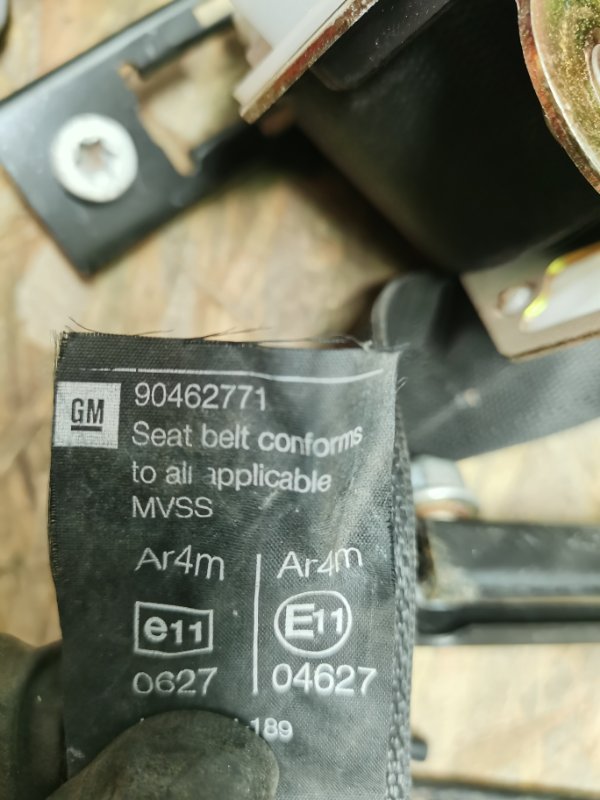 GM 90462771
Seat belt conforms
to all applicable
MVSS
Ar4m Ar4m
e11 E11
0627 04627
189